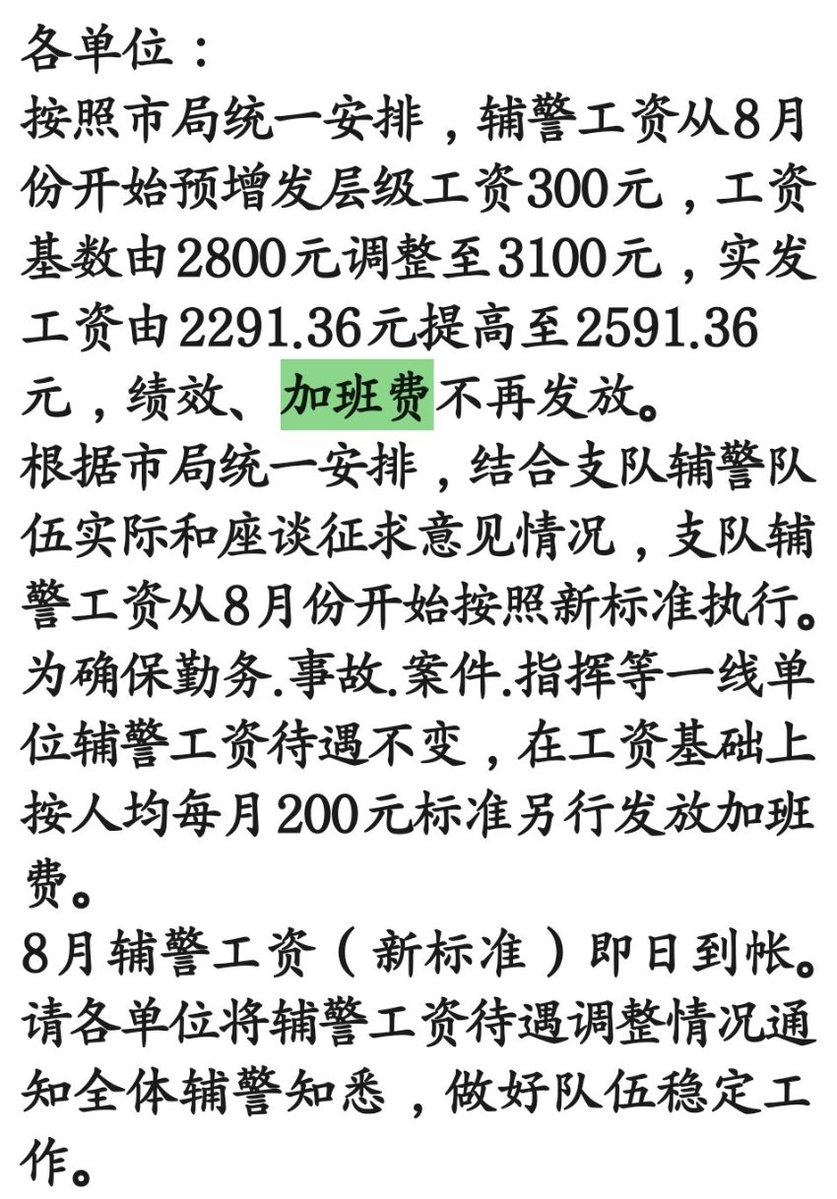 各单位：
按照市局统一安排，辅警工资从8月
份开始预增发层级工资300元，工资
基数由2800元调整至3100元，实发
工资由2291.36元提高至2591.36
元，绩效、加班费不再发放。
根据市局统一安排，结合支队辅警队
伍实际和座谈征求意见情况，支队辅
警工资从8月份开始按照新标准执行。
为确保勤务.事故.案件.指挥等一线单
位辅警工资待遇不变，在工资基础上
按人均每月200元标准另行发放加班
费。
8月辅警工资（新标准）即日到帐。
请各单位将辅警工资待遇调整情况通
知全体辅警知悉，做好队伍稳定工
作。